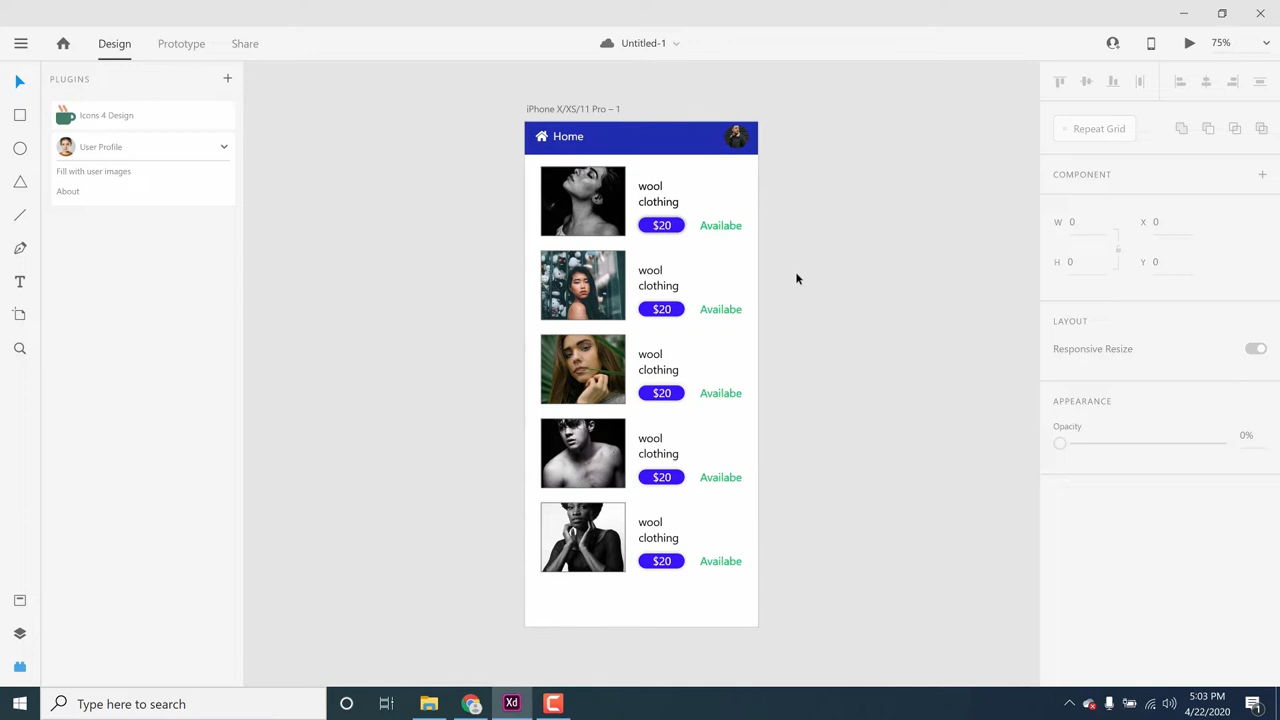 Design
Prototype
Share
Untitled-1
75%
PLUGINS
Icons 4 Design
User Profile
Fill with user images
About
iPhone X/XS/11 Pro – 1
Home
wool
clothing
$20
Availabe
wool
clothing
$20
Availabe
wool
clothing
$20
Availabe
wool
clothing
$20
Availabe
wool
clothing
$20
Availabe
Repeat Grid
COMPONENT
W 0
X 0
H 0
Y 0
LAYOUT
Responsive Resize
APPEARANCE
Opacity
0%
Type here to search
Xd
5:03 PM
4/22/2020
1